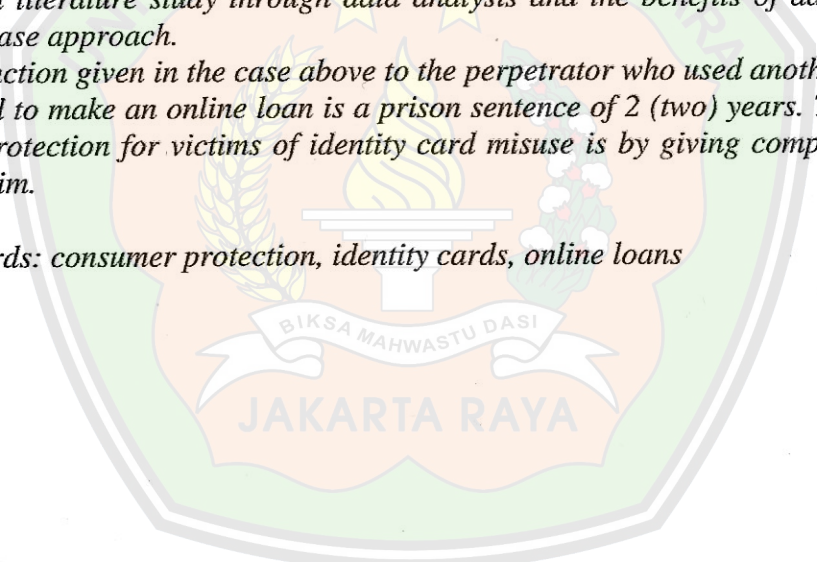 literature study through data analysis and the benefits of
ase approach.
ction given in the case above to the perpetrator who used anoth
to make an online loan is a prison sentence of 2 (two) years.
rotection for victims of identity card misuse is by giving comp
im.
rds: consumer protection, identity cards, online loans
BIKSA MAHWASTU DASI
JAKARTA RAYA